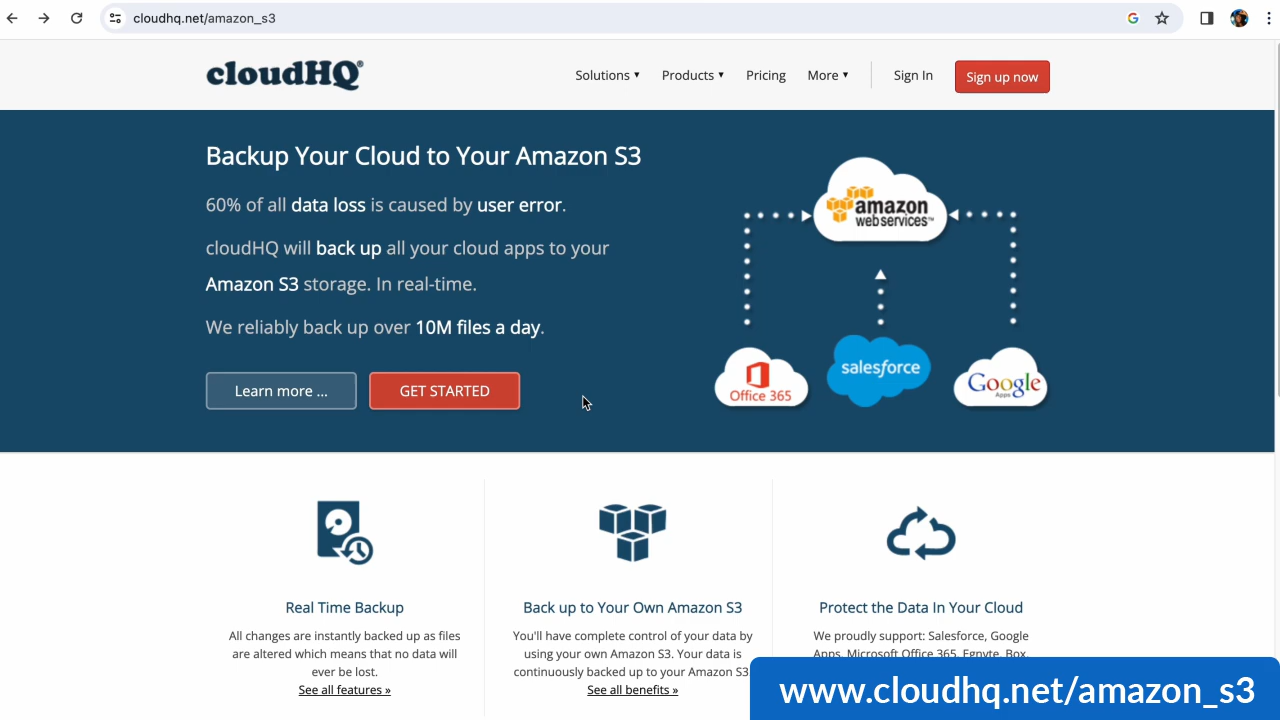 cloudhq.net/amazon_s3
cloudHQ®
Solutions ▾ Products ▾ Pricing More ▾ Sign In Sign up now
Backup Your Cloud to Your Amazon S3
60% of all data loss is caused by user error.
cloudHQ will back up all your cloud apps to your
Amazon S3 storage. In real-time.
We reliably back up over 10M files a day.
Learn more ... GET STARTED
amazon
webservices™
Office 365
salesforce
Google
Apps
Real Time Backup
All changes are instantly backed up as files
are altered which means that no data will
ever be lost.
See all features »
Back up to Your Own Amazon S3
You'll have complete control of your data by
using your own Amazon S3. Your data is
continuously backed up to your Amazon S3
See all benefits »
Protect the Data In Your Cloud
We proudly support: Salesforce, Google
Apps, Microsoft Office 365, Egnyte, Box,
www.cloudhq.net/amazon_s3